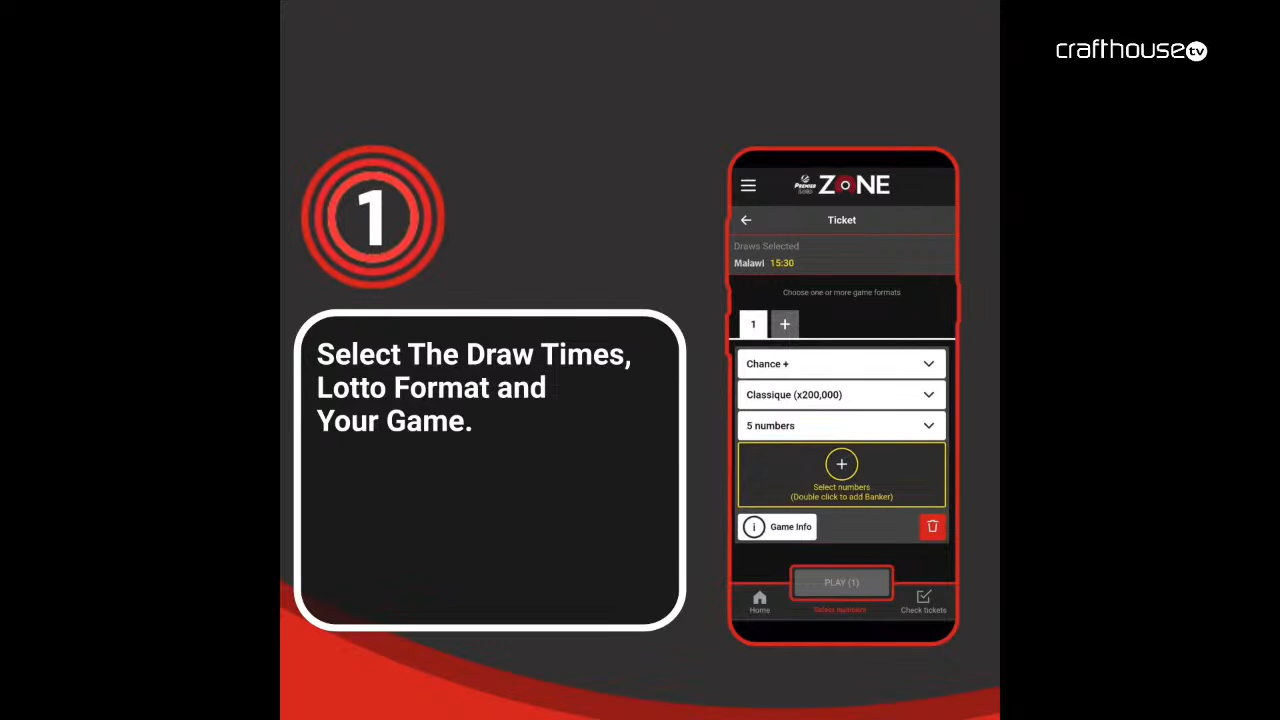 crafthouse tv
1
Select The Draw Times,
Lotto Format and
Your Game.
PREMIER
Lotto
ZONE
Ticket
Draws Selected
Malawi 15:30
Choose one or more game formats
1 +
Chance +
Classique (x200,000)
5 numbers
+
Select numbers
(Double click to add Banker)
i Game Info
PLAY (1)
Home
Select numbers
Check tickets